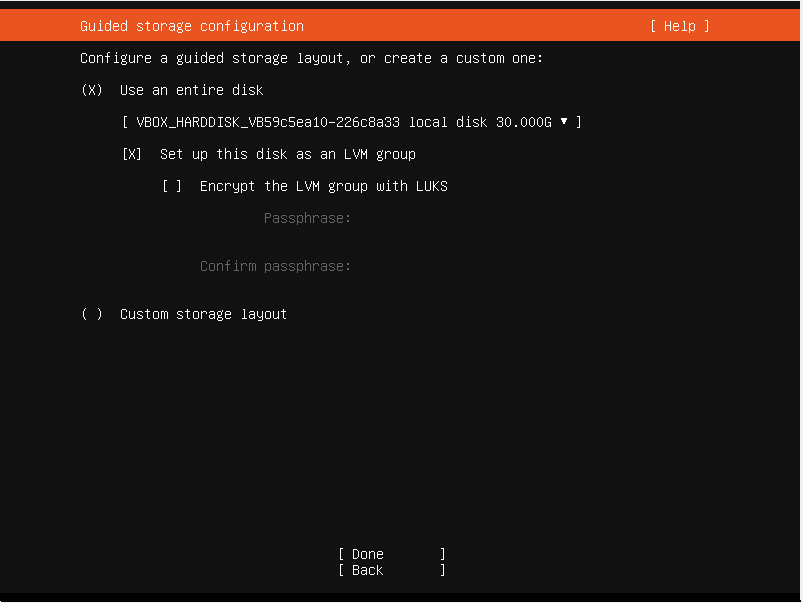 Guided storage configuration [ Help ]
Configure a guided storage layout, or create a custom one:
(X) Use an entire disk
[ VBOX_HARDDISK_VB59c5ea10-226c8a33 local disk 30.000G ▾ ]
[X] Set up this disk as an LVM group
[ ] Encrypt the LVM group with LUKS
Passphrase:
Confirm passphrase:
( ) Custom storage layout
[ Done ]
[ Back ]